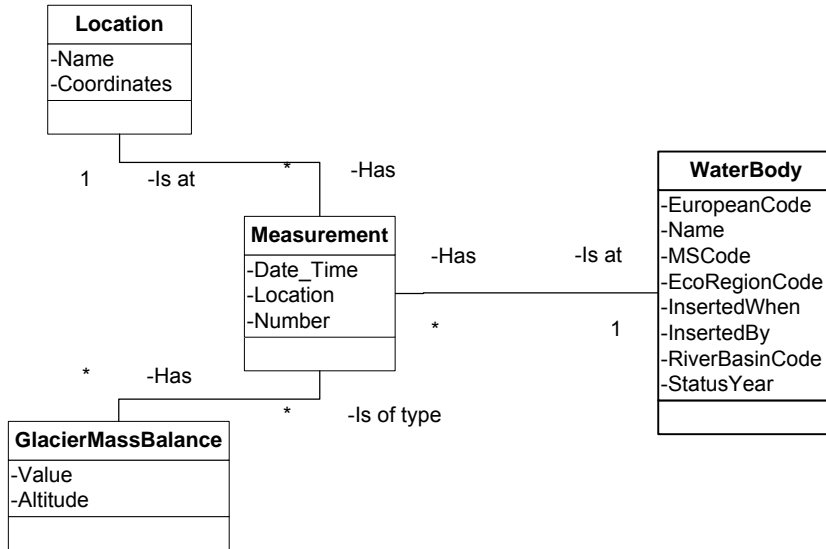 Location
-Name
-Coordinates
1
-Is at
*
-Has
Measurement
-Date_Time
-Location
-Number
-Has
*
-Is at
1
WaterBody
-EuropeanCode
-Name
-MSCode
-EcoRegionCode
-InsertedWhen
-InsertedBy
-RiverBasinCode
-StatusYear
*
-Has
*
-Is of type
GlacierMassBalance
-Value
-Altitude